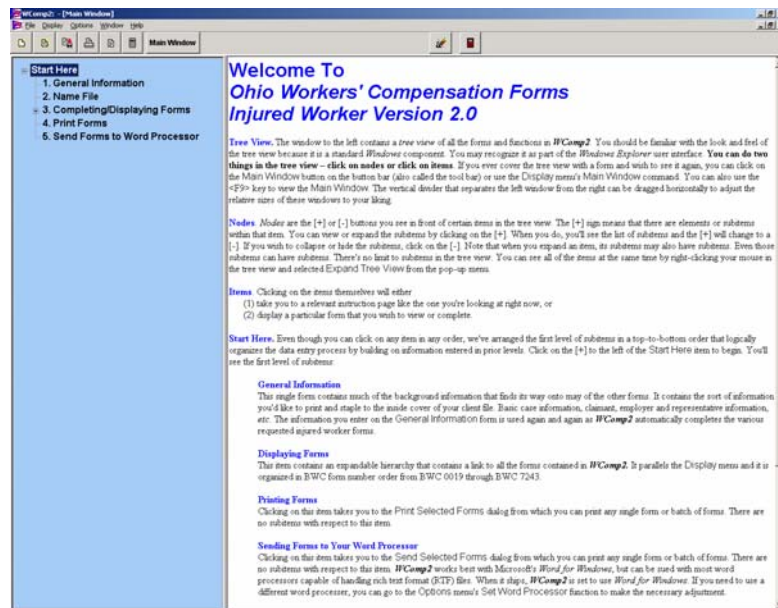 WComp2: - [Main Window]
File Display Options Window Help
Main Window
Start Here
1. General Information
2. Name File
3. Completing/Displaying Forms
4. Print Forms
5. Send Forms to Word Processor
Welcome To
Ohio Workers' Compensation Forms
Injured Worker Version 2.0
Tree View. The window to the left contains a tree view of all the forms and functions in WComp2. You should be familiar with the look and feel of
the tree view because it is a standard Windows component. You may recognize it as part of the Windows Explorer user interface. You can do two
things in the tree view – click on nodes or click on items. If you ever cover the tree view with a form and wish to see it again, you can click on
the Main Window button on the button bar (also called the tool bar) or use the Display menu's Main Window command. You can also use the
<F9> key to view the Main Window. The vertical divider that separates the left window from the right can be dragged horizontally to adjust the
relative sizes of these windows to your liking.
Nodes. Nodes are the [+] or [-] buttons you see in front of certain items in the tree view. The [+] sign means that there are elements or subitems
within that item. You can view or expand the subitems by clicking on the [+]. When you do, you'll see the list of subitems and the [+] will change to a
[-]. If you wish to collapse or hide the subitems, click on the [-]. Note that when you expand an item, its subitems may also have subitems. Even those
subitems can have subitems. There's no limit to subitems in the tree view. You can see all of the items at the same time by right-clicking your mouse in
the tree view and selected Expand Tree View from the pop-up menu.
Items. Clicking on the items themselves will either
(1) take you to a relevant instruction page like the one you're looking at right now, or
(2) display a particular form that you wish to view or complete.
Start Here. Even though you can click on any item in any order, we've arranged the first level of subitems in a top-to-bottom order that logically
organizes the data entry process by building on information entered in prior levels. Click on the [+] to the left of the Start Here item to begin. You'll
see the first level of subitems:
General Information
This single form contains much of the background information that finds its way onto may of the other forms. It contains the sort of information
you'd like to print and staple to the inside cover of your client file. Basic case information, claimant, employer and representative information,
etc. The information you enter on the General Information form is used again and again as WComp2 automatically completes the various
requested injured worker forms.
Displaying Forms
This item contains an expandable hierarchy that contains a link to all the forms contained in WComp2. It parallels the Display menu and it is
organized in BWC form number order from BWC 0019 through BWC 7243.
Printing Forms
Clicking on this item takes you to the Print Selected Forms dialog from which you can print any single form or batch of forms. There are
no subitems with respect to this item.
Sending Forms to Your Word Processor
Clicking on this item takes you to the Send Selected Forms dialog from which you can print any single form or batch of forms. There are
no subitems with respect to this item. WComp2 works best with Microsoft's Word for Windows, but can be sued with most word
processors capable of handling rich text format (RTF) files. When it ships, WComp2 is set to use Word for Windows. If you need to use a
different word processer, you can go to the Options menu's Set Word Processor function to make the necessary adjustment.